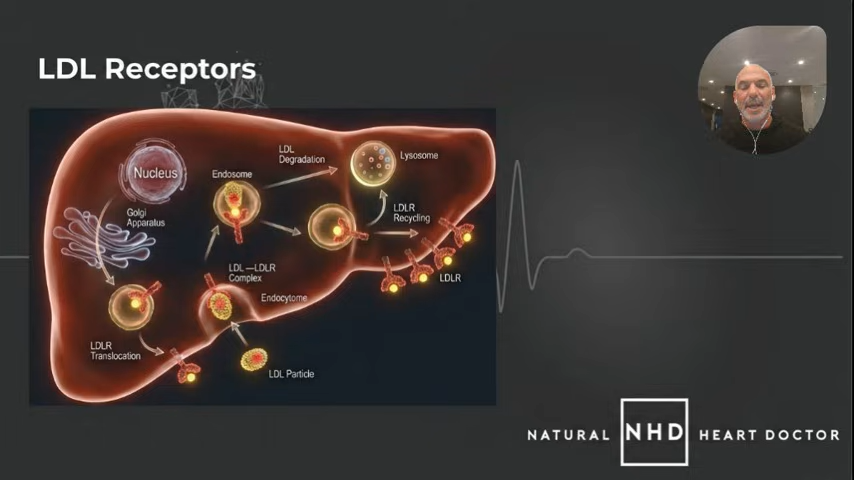 LDL Receptors
Nucleus
Golgi
Apparatus
LDLR
Translocation
Endosome
LDL
Degradation
Lysosome
LDLR
Recycling
LDL—LDLR
Complex
Endocytome
LDLR
LDL Particle
NATURAL NHD HEART DOCTOR